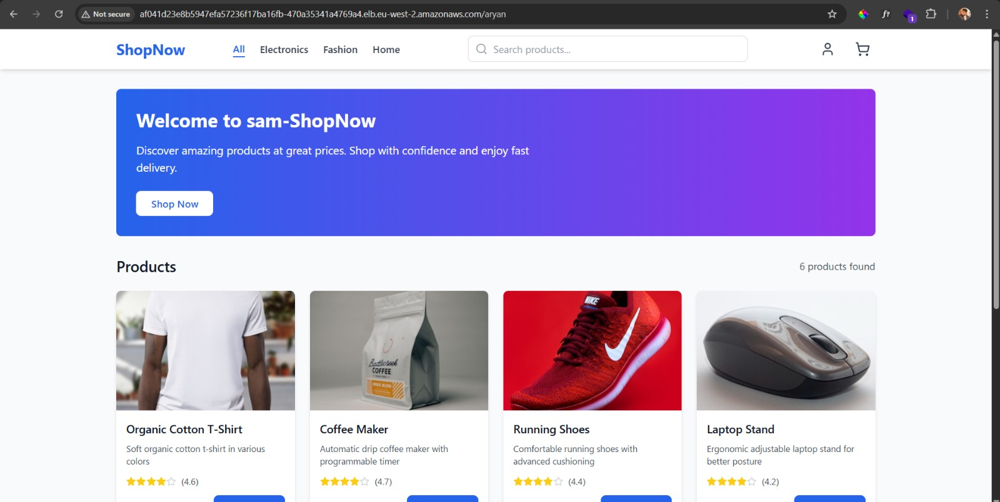 Not secure
af041d23e8b5947efa57236f17ba16fb-470a35341a4769a4.elb.eu-west-2.amazonaws.com/aryan
f?
1
ShopNow
All
Electronics
Fashion
Home
Search products...
Welcome to sam-ShopNow
Discover amazing products at great prices. Shop with confidence and enjoy fast
delivery.
Shop Now
Products
6 products found
Battlecreek
COFFEE
NIKE
Organic Cotton T-Shirt
Soft organic cotton t-shirt in various
colors
(4.6)
Coffee Maker
Automatic drip coffee maker with
programmable timer
(4.7)
Running Shoes
Comfortable running shoes with
advanced cushioning
(4.4)
Laptop Stand
Ergonomic adjustable laptop stand for
better posture
(4.2)